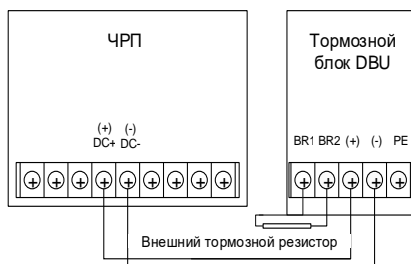 ЧРП
(+) (-)
DC+ DC-
Тормозной
блок DBU
BR1 BR2 (+) (-) PE
Внешний тормозной резистор